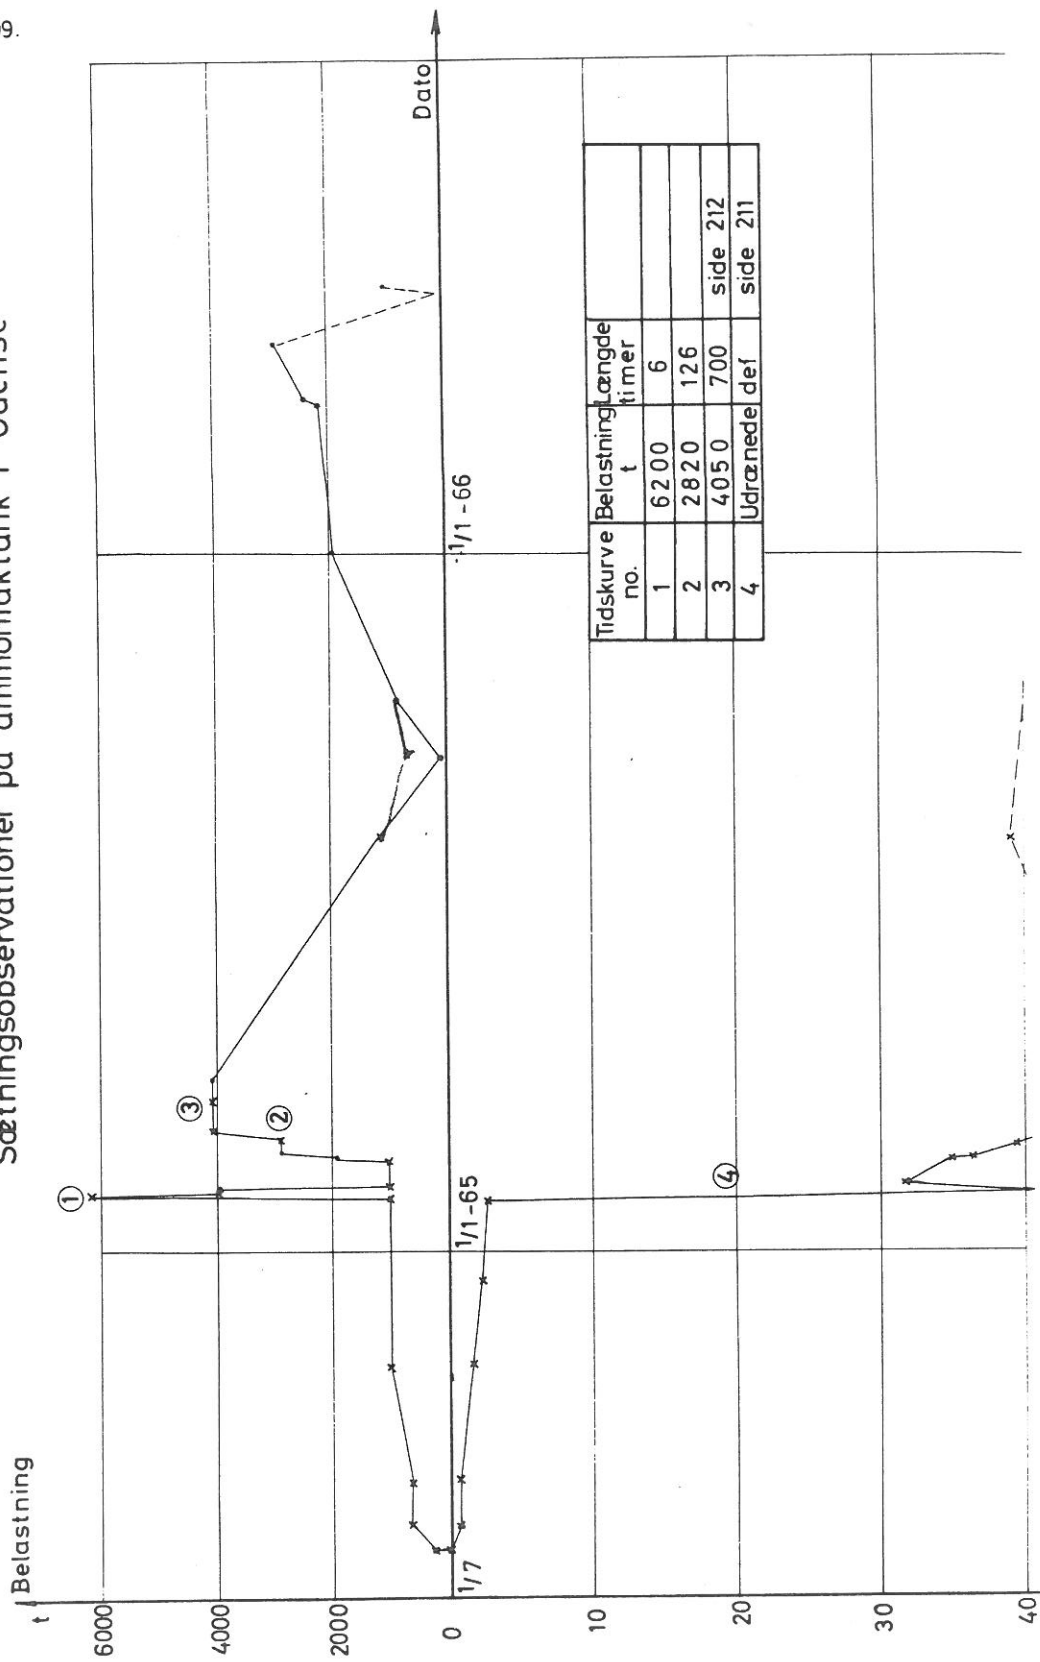 09.
Sætningsobservationer på ammoniaktank i Odense
t Belastning
6000
4000
2000
0
10
20
30
40
1/7
1/1-65
1/1-66
Dato
①
②
③
④
Tidskurve no. Belastning t Længde timer
1 6200 6
2 2820 126
3 4050 700 side 212
4 Udrænede def side 211